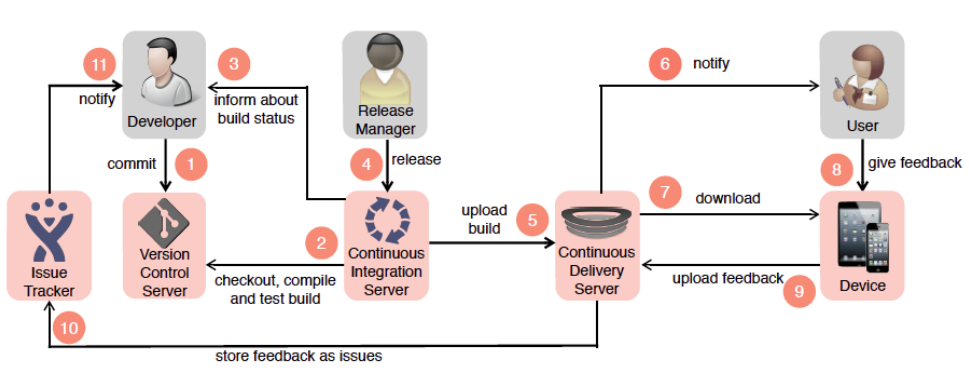 11
notify
Developer
3
inform about
build status
Release
Manager
6
notify
User
commit
1
4
release
8
give feedback
Issue
Tracker
Version
Control
Server
2
checkout, compile
and test build
Continuous
Integration
Server
upload
build
5
Continuous
Delivery
Server
7
download
upload feedback
9
Device
10
store feedback as issues